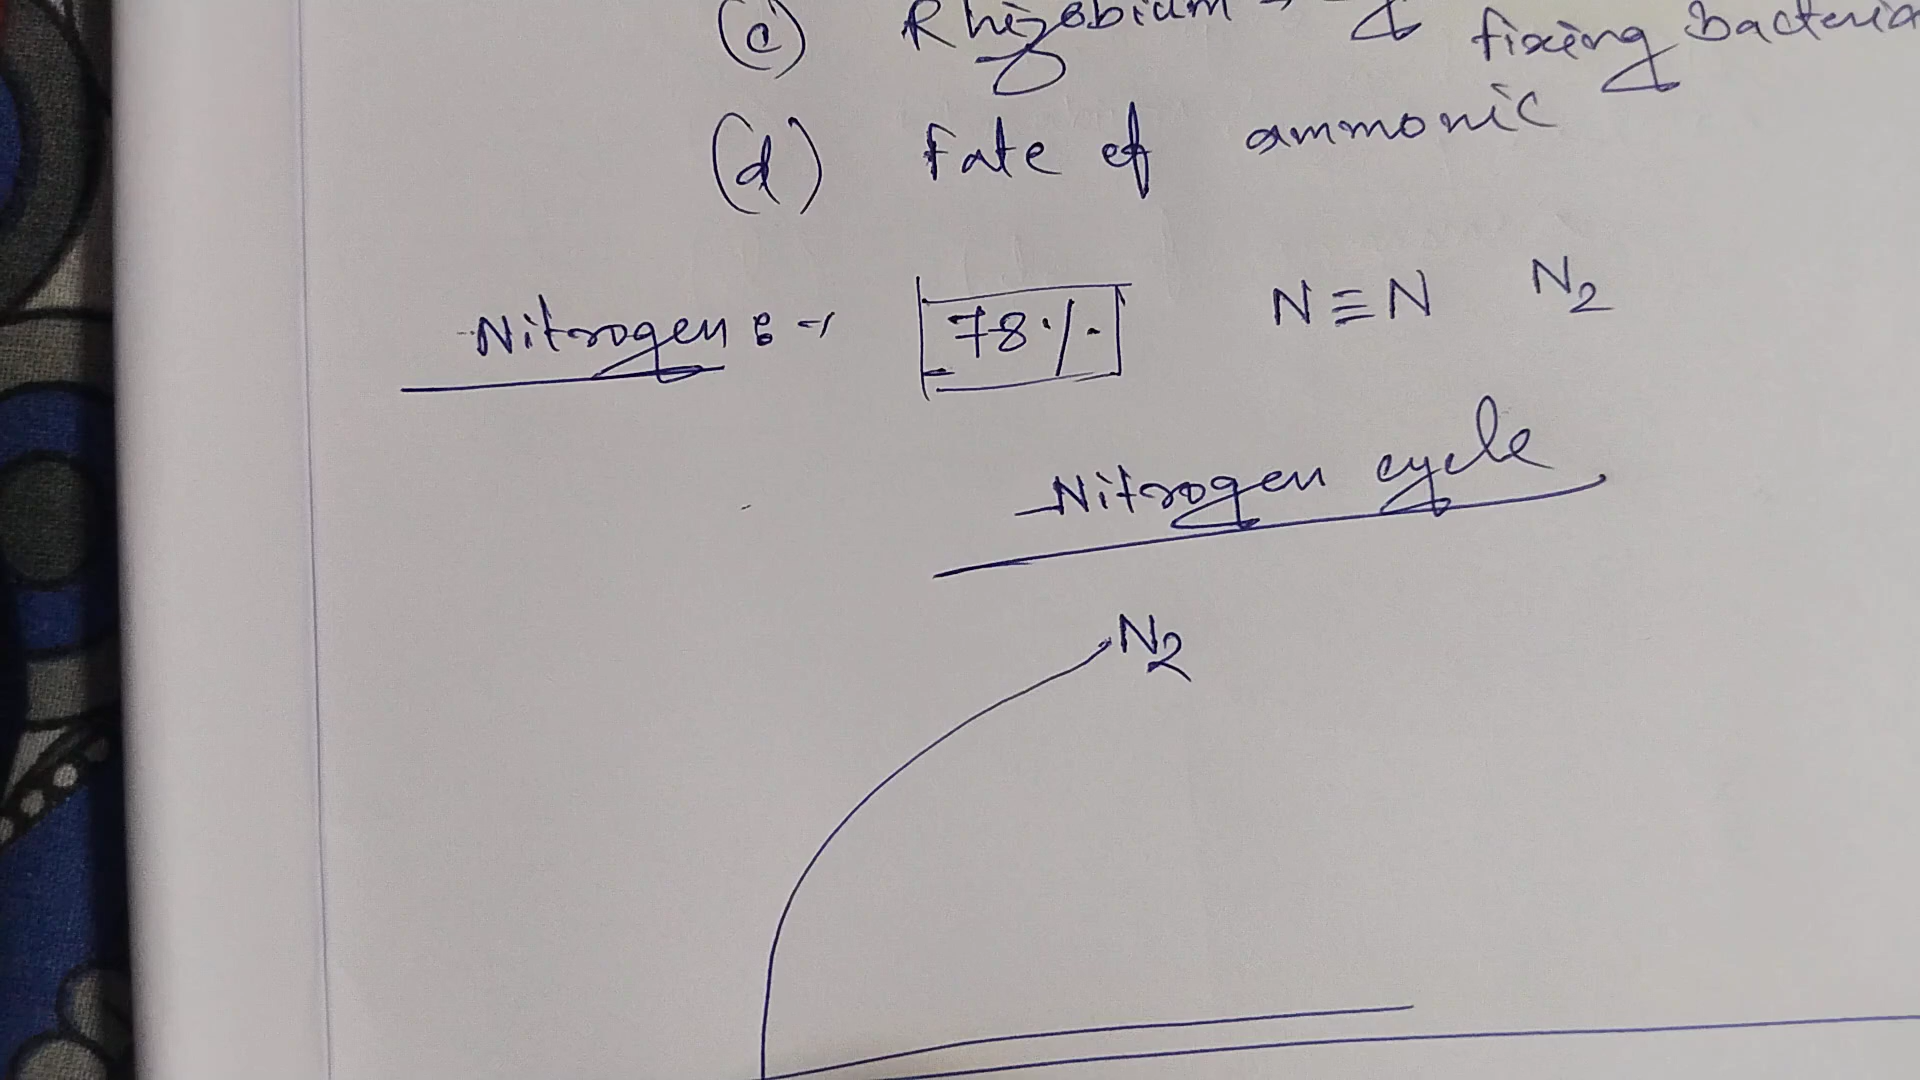 (c) Rhizobium fixing Bacteria
(d) Fate of ammonic
Nitrogen :- 78% N≡N N2
Nitrogen cycle
N2